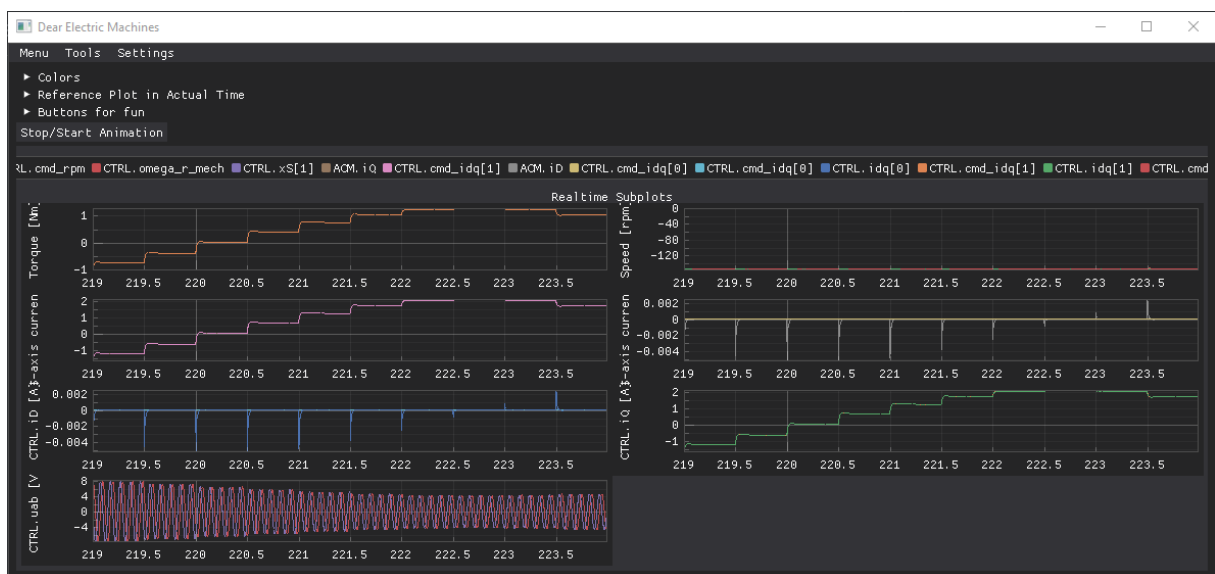 Dear Electric Machines
Menu Tools Settings
Colors
Reference Plot in Actual Time
Buttons for fun
Stop/Start Animation
RL.cmd_rpm CTRL.omega_r_mech CTRL.xS[1] ACM.iQ CTRL.cmd_idq[1] ACM.iD CTRL.cmd_idq[0] CTRL.cmd_idq[0] CTRL.idq[0] CTRL.cmd_idq[1] CTRL.idq[1] CTRL.cmd
Realtime Subplots
Torque [Nm]
1
0
-1
219 219.5 220 220.5 221 221.5 222 222.5 223 223.5
Speed [rpm]
0
-40
-80
-120
219 219.5 220 220.5 221 221.5 222 222.5 223 223.5
-axis curren
2
1
0
-1
219 219.5 220 220.5 221 221.5 222 222.5 223 223.5
-axis curren
0.002
0
-0.002
-0.004
219 219.5 220 220.5 221 221.5 222 222.5 223 223.5
CTRL.iD [A]
0.002
0
-0.002
-0.004
219 219.5 220 220.5 221 221.5 222 222.5 223 223.5
CTRL.iQ [A]
2
1
0
-1
219 219.5 220 220.5 221 221.5 222 222.5 223 223.5
CTRL.uab [V
8
4
0
-4
219 219.5 220 220.5 221 221.5 222 222.5 223 223.5